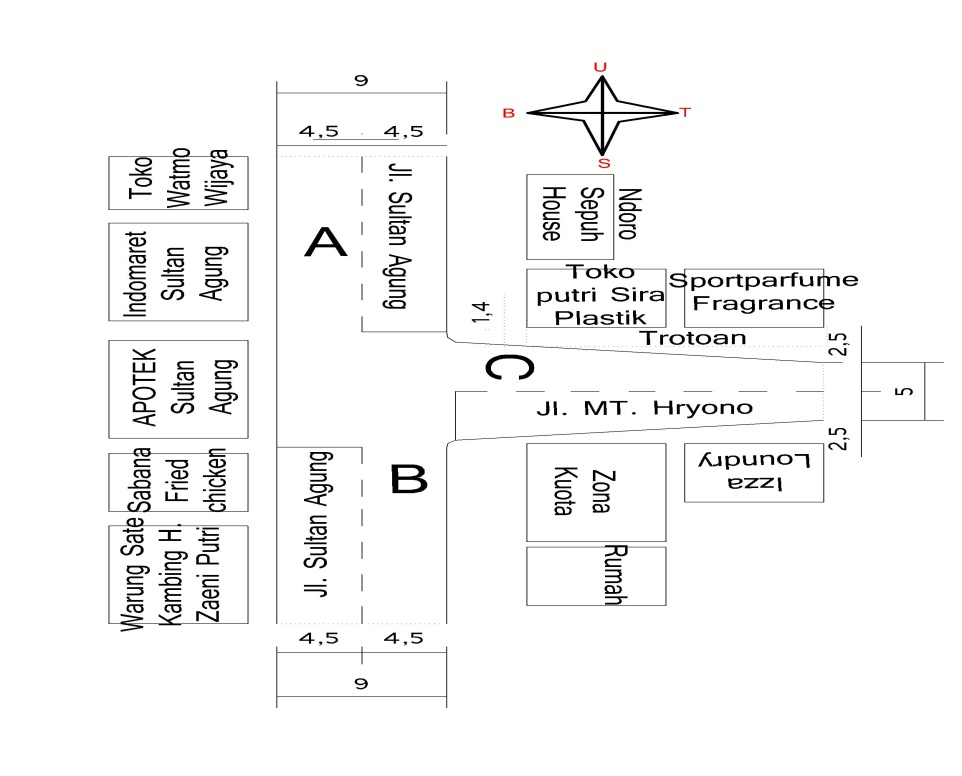 9
4,5 4,5
U
B T
S
Toko
Watmo
Wijaya
Jl. Sultan Agung
Ndoro
Sepuh
House
A
Indomaret
Sultan
Agung
Toko
putri Sira
Plastik
Sportparfume
Fragrance
1,4
Trotoan
2,5
C
APOTEK
Sultan
Agung
5
Jl. MT. Hryono
2,5
B
Sabana
Fried
chicken
Jl. Sultan Agung
Zona
Kuota
Izza
Loundry
Warung Sate
Kambing H.
Zaeni Putri
Rumah
4,5 4,5
9